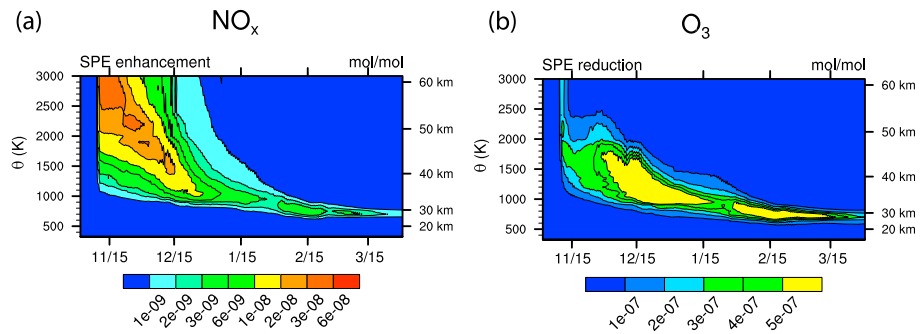 (a) NOx
SPE enhancement mol/mol
3000
2500
2000
1500
1000
500
θ (K)
60 km
50 km
40 km
30 km
20 km
11/15 12/15 1/15 2/15 3/15
1e-09 2e-09 3e-09 6e-09 1e-08 2e-08 3e-08 6e-08
(b) O3
SPE reduction mol/mol
3000
2500
2000
1500
1000
500
θ (K)
60 km
50 km
40 km
30 km
20 km
11/15 12/15 1/15 2/15 3/15
1e-07 2e-07 3e-07 4e-07 5e-07